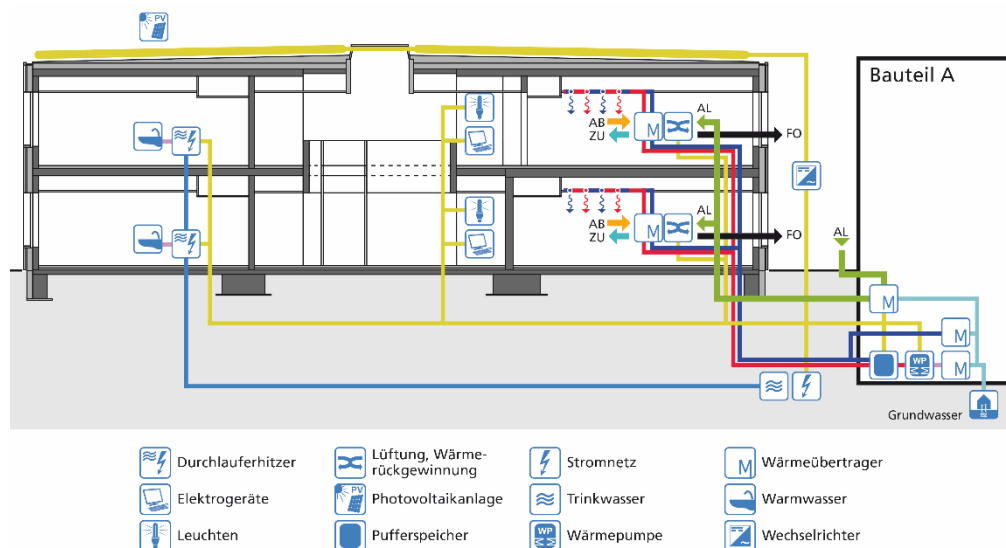 PV
Bauteil A
AB
ZU
M
AL
FO
AB
ZU
M
AL
FO
AL
M
M
WP
M
Grundwasser
Durchlauferhitzer
Lüftung, Wärme-
rückgewinnung
Stromnetz
M
Wärmeübertrager
Elektrogeräte
PV
Photovoltaikanlage
Trinkwasser
Warmwasser
Leuchten
Pufferspeicher
WP
Wärmepumpe
Wechselrichter